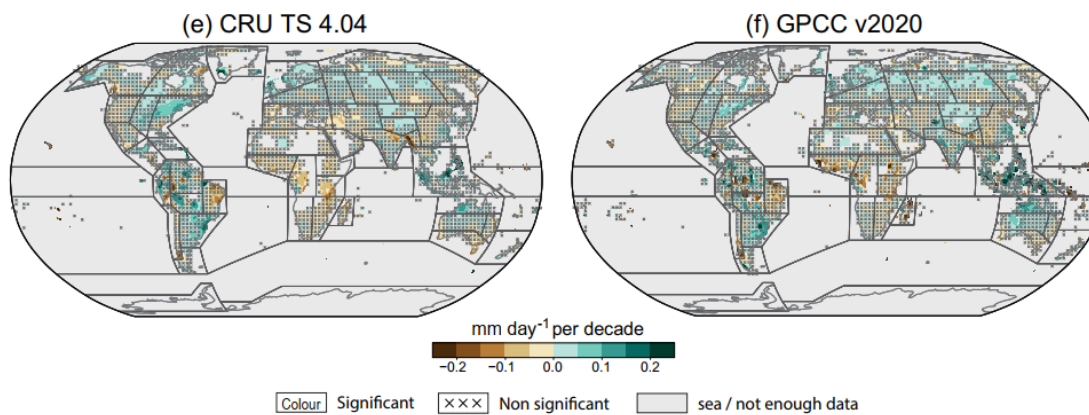 (e) CRU TS 4.04 (f) GPCC v2020
mm day⁻¹ per decade
−0.2 −0.1 0.0 0.1 0.2
Colour Significant ××× Non significant sea / not enough data